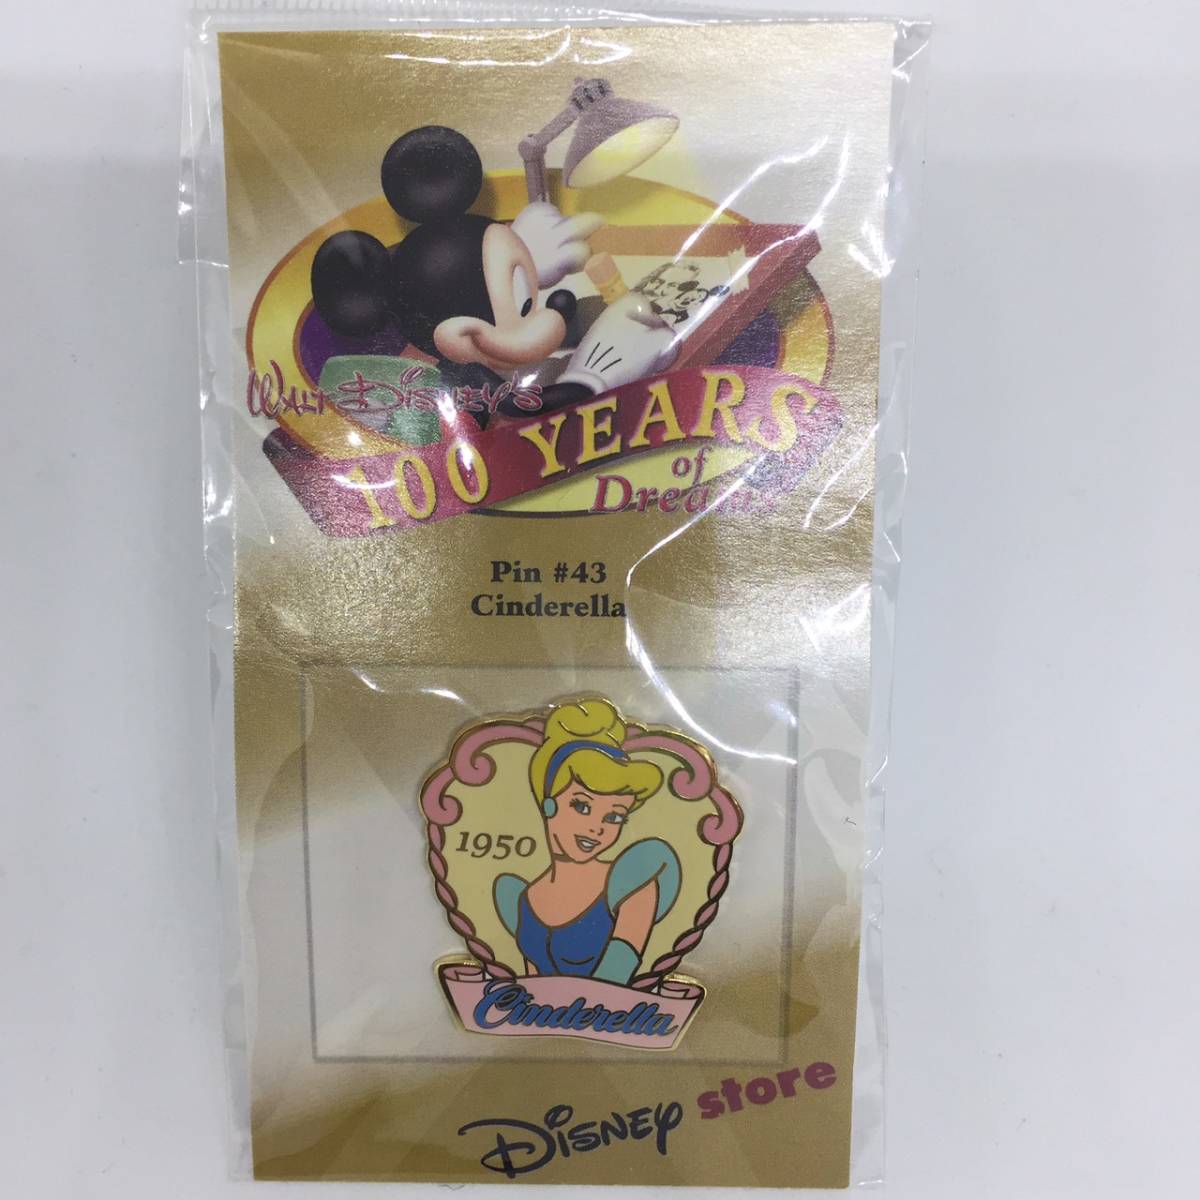 WALT DISNEY'S
100 YEARS
of
Dreams
Pin #43
Cinderella
1950
Cinderella
DISNEY store